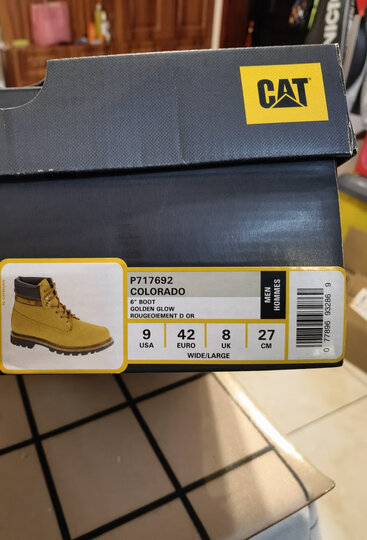 CAT
P717692
COLORADO
6" BOOT
GOLDEN GLOW
ROUGEOIEMENT D OR
MEN
HOMMES
9 42 8 27
USA EURO UK CM
WIDE/LARGE
0 77896 93286 9
VICTOR